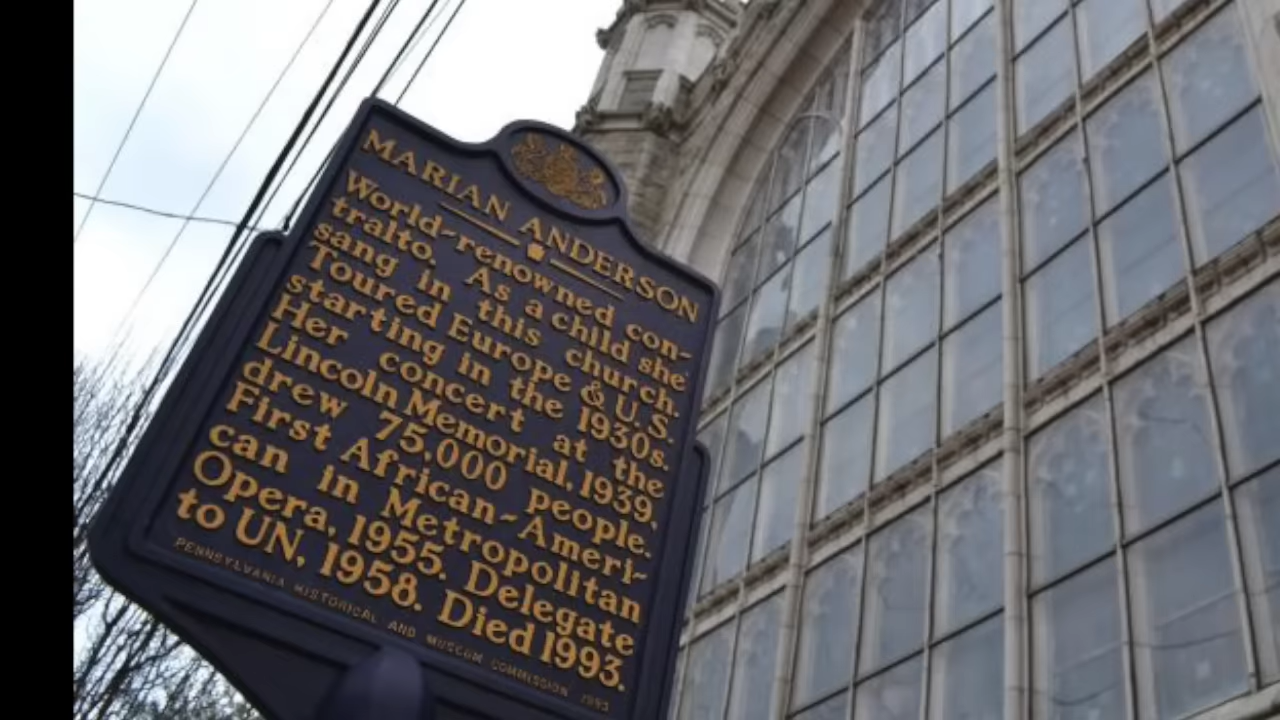 MARIAN ANDERSON
World-renowned con-
tralto. As a child she
sang in this church.
Toured Europe & U.S.
starting in the 1930s.
Her concert at the
Lincoln Memorial, 1939,
drew 75,000 people.
First African-Ameri-
can in Metropolitan
Opera, 1955. Delegate
to UN, 1958. Died 1993.
PENNSYLVANIA HISTORICAL AND MUSEUM COMMISSION 1993